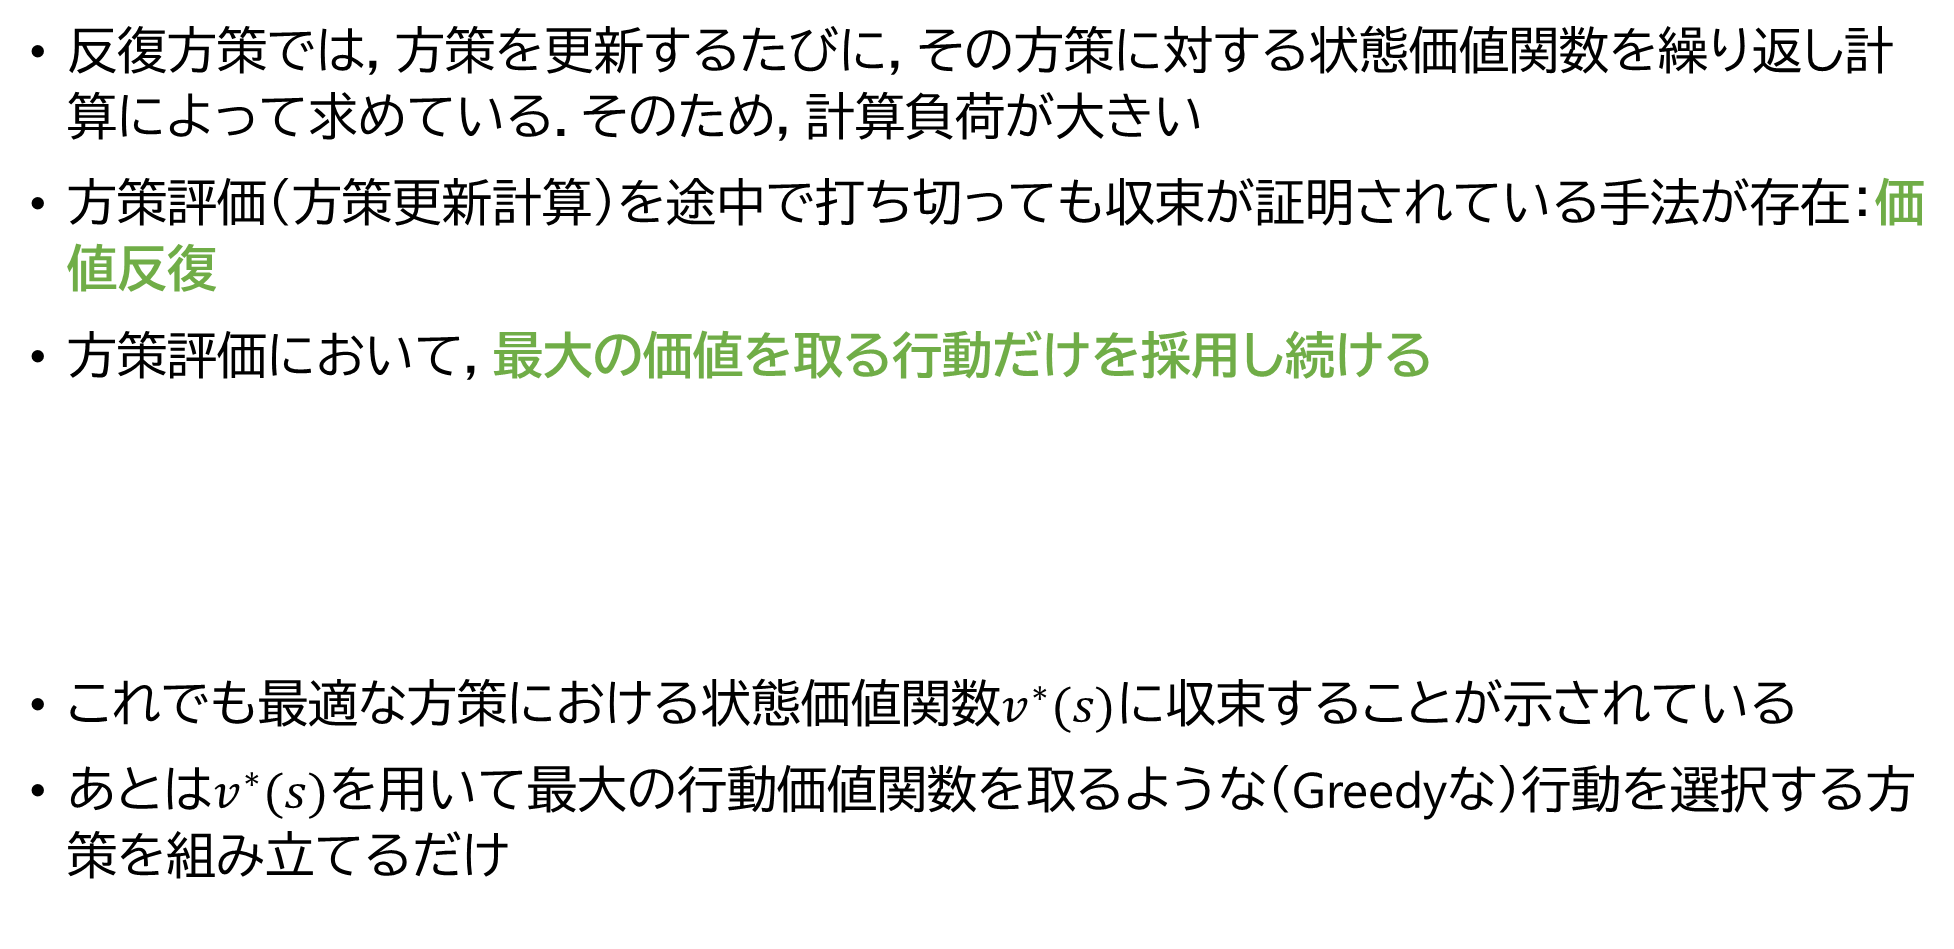 • 反復方策では，方策を更新するたびに，その方策に対する状態価値関数を繰り返し計
算によって求めている．そのため，計算負荷が大きい
• 方策評価（方策更新計算）を途中で打ち切っても収束が証明されている手法が存在：価
値反復
• 方策評価において，最大の価値を取る行動だけを採用し続ける
• これでも最適な方策における状態価値関数v*(s)に収束することが示されている
• あとはv*(s)を用いて最大の行動価値関数を取るような（Greedyな）行動を選択する方
策を組み立てるだけ